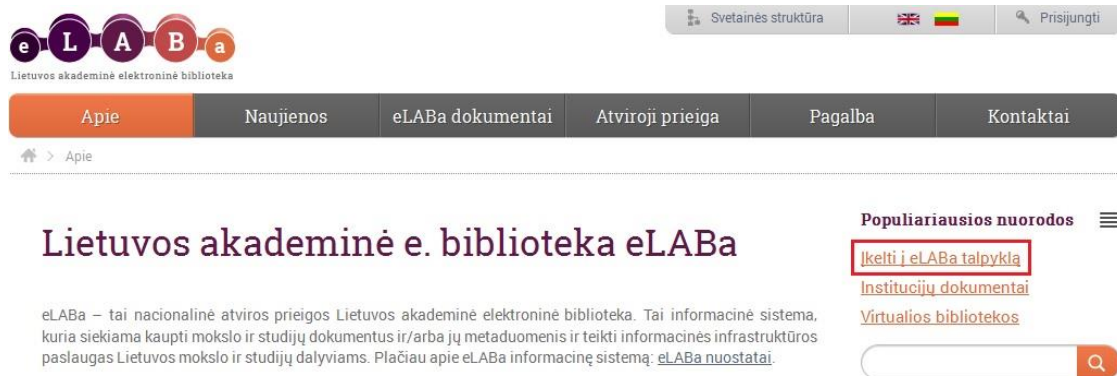 Svetainės struktūra
Prisijungti
eLABa
Lietuvos akademinė elektroninė biblioteka
Apie
Naujienos
eLABa dokumentai
Atviroji prieiga
Pagalba
Kontaktai
> Apie
Lietuvos akademinė e. biblioteka eLABa
eLABa – tai nacionalinė atviros prieigos Lietuvos akademinė elektroninė biblioteka. Tai informacinė sistema,
kuria siekiama kaupti mokslo ir studijų dokumentus ir/arba jų metaduomenis ir teikti informacinės infrastruktūros
paslaugas Lietuvos mokslo ir studijų dalyviams. Plačiau apie eLABa informacinę sistemą: eLABa nuostatai.
Populiariausios nuorodos
Įkelti į eLABa talpyklą
Institucijų dokumentai
Virtualios bibliotekos